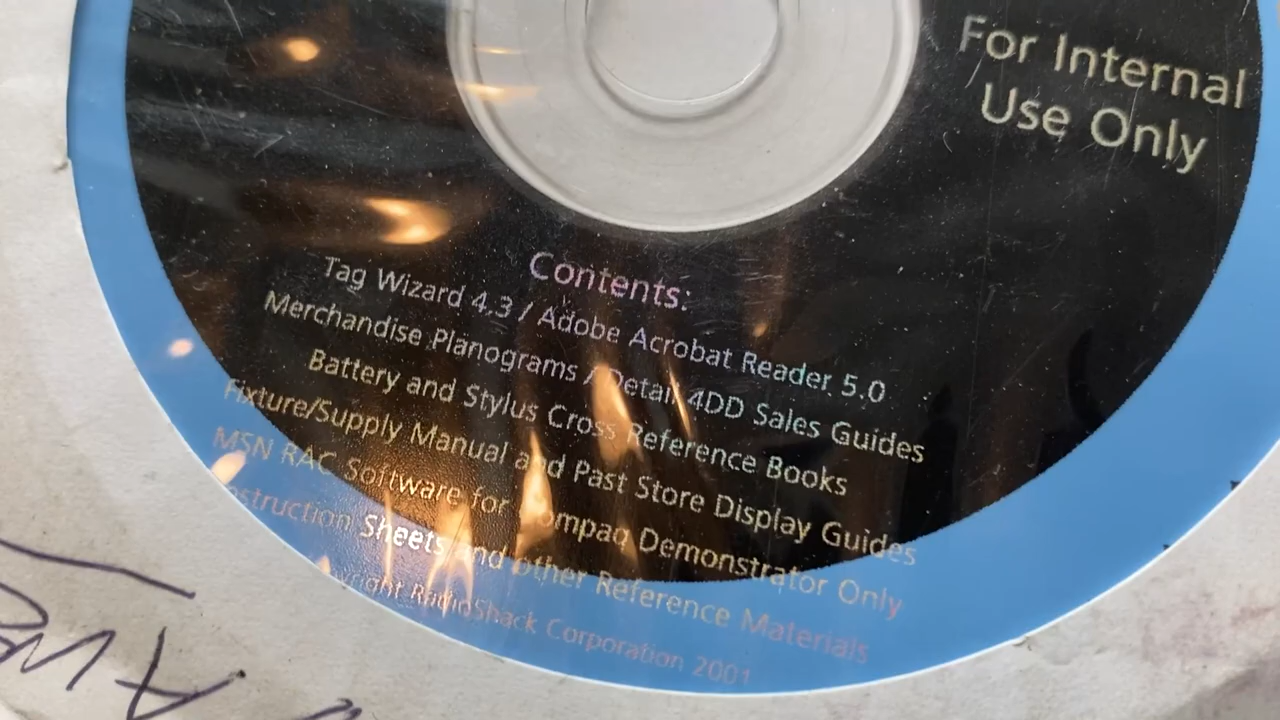 For Internal
Use Only
Contents:
Tag Wizard 4.3 / Adobe Acrobat Reader 5.0
Merchandise Planograms / Detail 4DD Sales Guides
Battery and Stylus Cross Reference Books
Fixture/Supply Manual and Past Store Display Guides
MSN RAC Software for Compaq Demonstrator Only
Instruction Sheets and other Reference Materials
Copyright RadioShack Corporation 2001